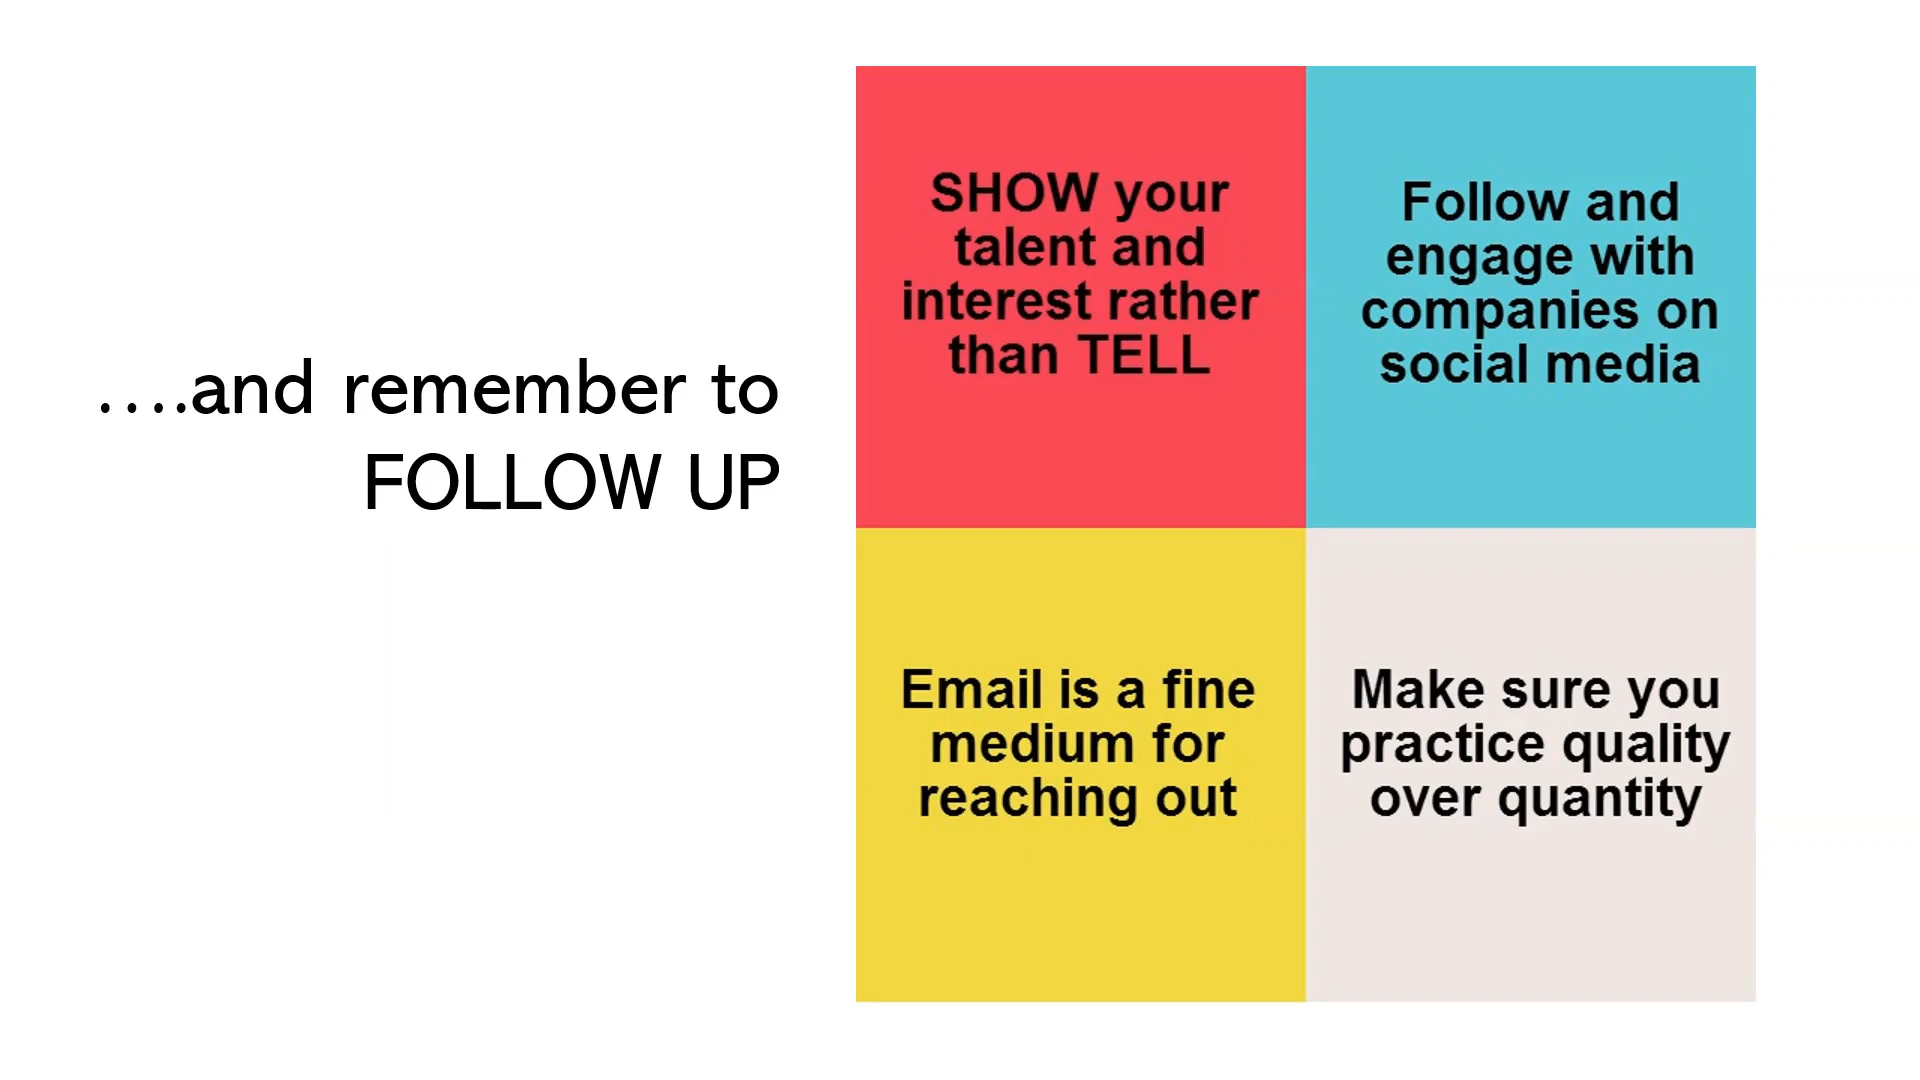 ….and remember to
FOLLOW UP
SHOW your
talent and
interest rather
than TELL
Follow and
engage with
companies on
social media
Email is a fine
medium for
reaching out
Make sure you
practice quality
over quantity